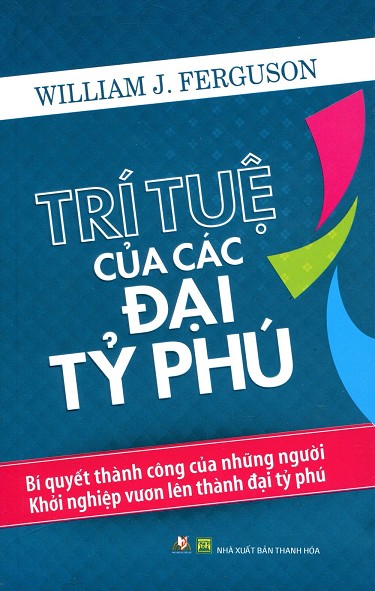 WILLIAM J. FERGUSON
TRÍ TUỆ
CỦA CÁC
ĐẠI
TỶ PHÚ
Bí quyết thành công của những người
Khởi nghiệp vươn lên thành đại tỷ phú
NHÀ XUẤT BẢN THANH HÓA